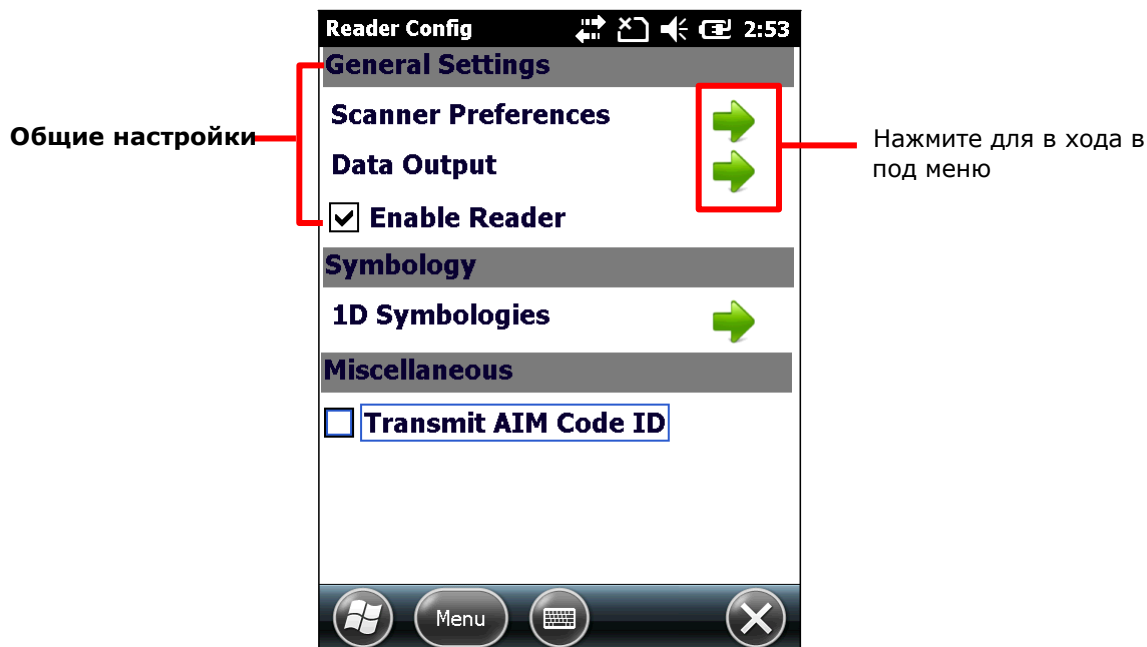 Reader Config 2:53
General Settings
Scanner Preferences
Общие настройки
Нажмите для в хода в
под меню
Data Output
Enable Reader
Symbology
1D Symbologies
Miscellaneous
Transmit AIM Code ID
Menu